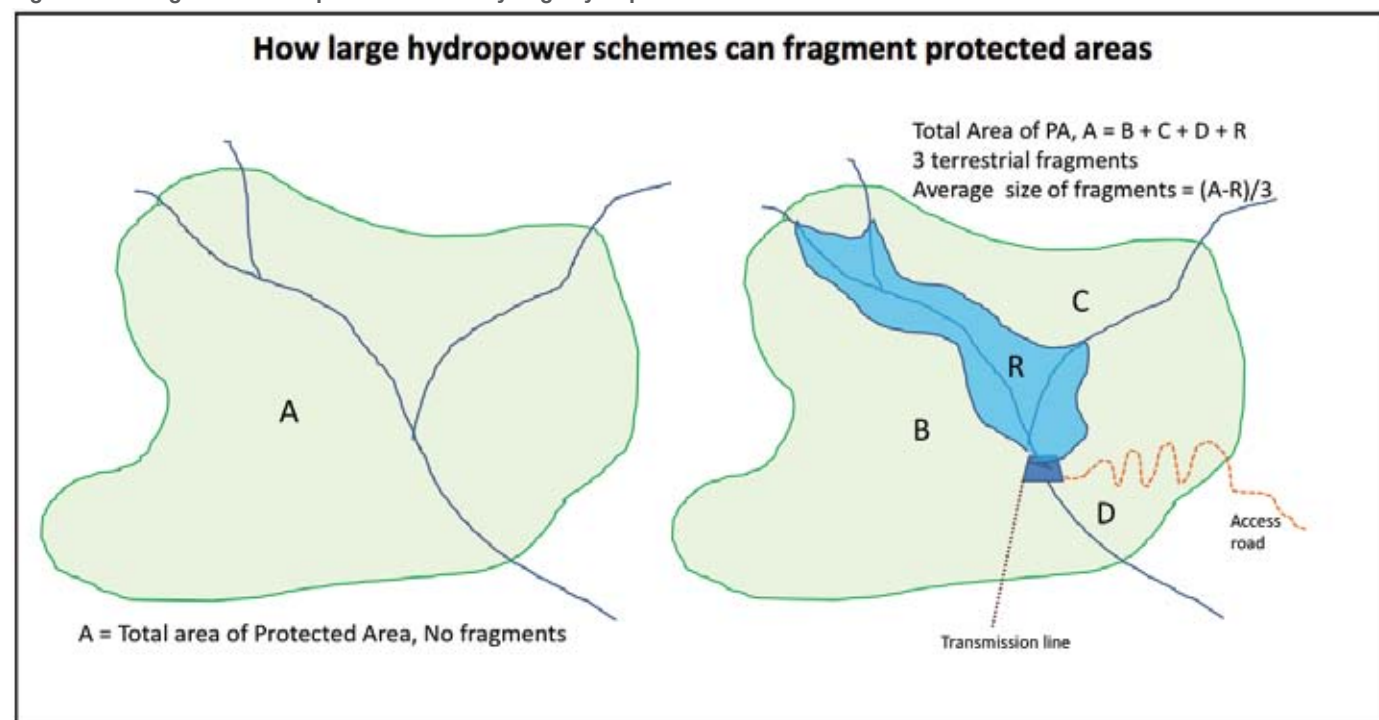 How large hydropower schemes can fragment protected areas
Total Area of PA, A = B + C + D + R
3 terrestrial fragments
Average size of fragments = (A-R)/3
C
R
A
B
D
Access
road
A = Total area of Protected Area, No fragments
Transmission line